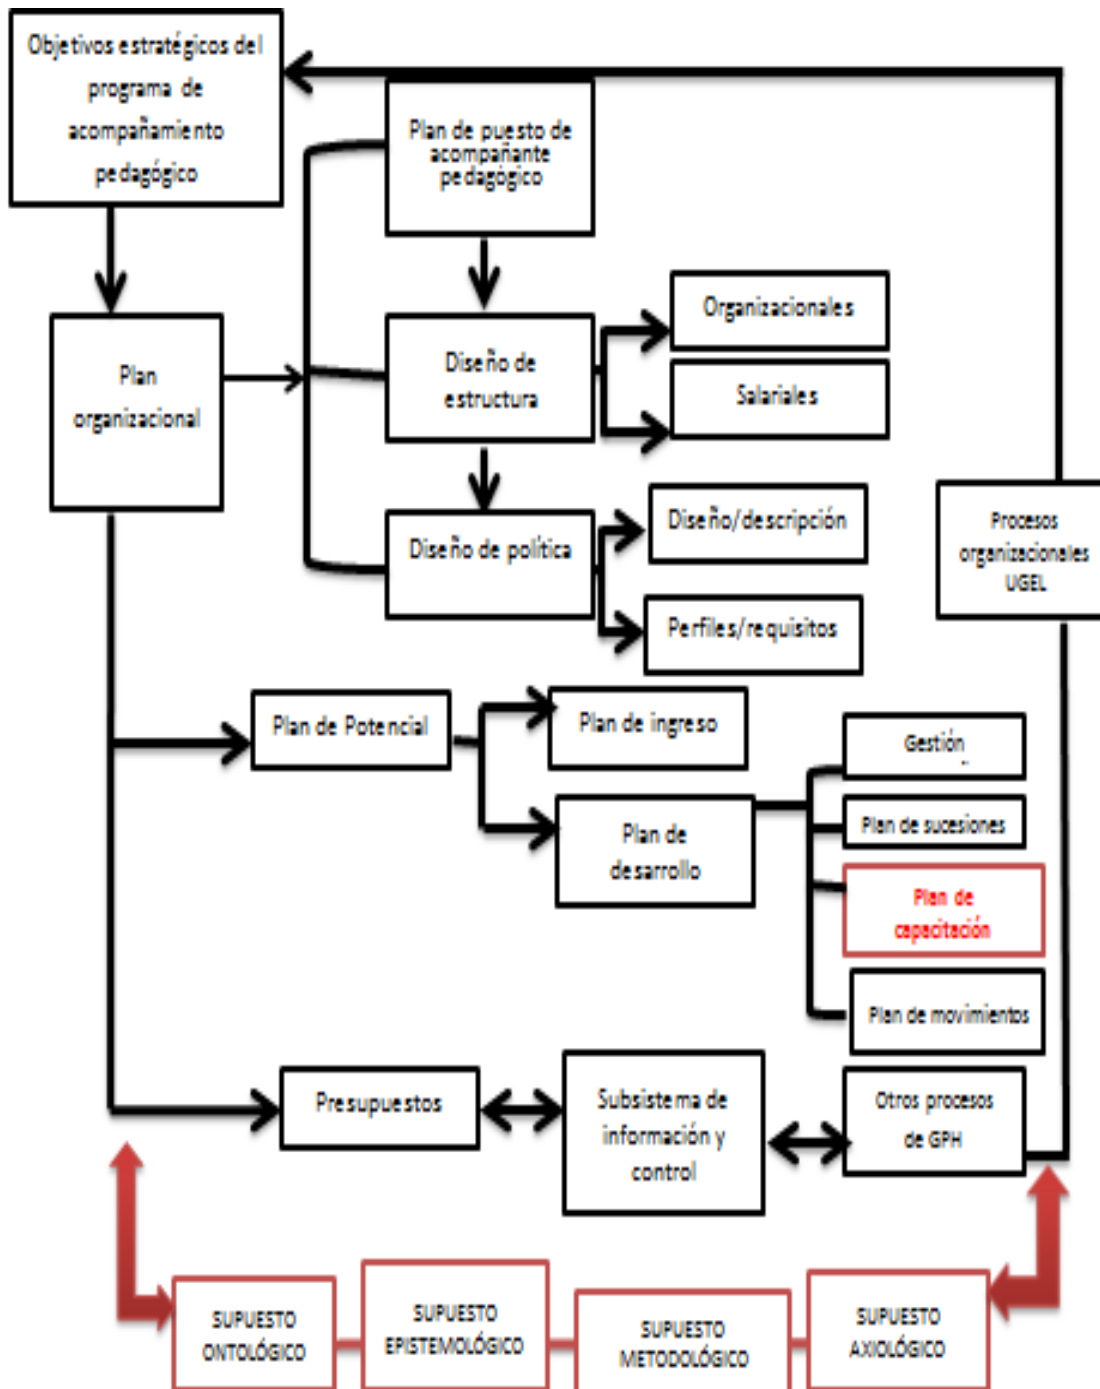 Objetivos estratégicos del
programa de
acompañamiento
pedagógico
Plan de puesto de
acompañante
pedagógico
Organizacionales
Plan
organizacional
Diseño de
estructura
Salariales
Diseño/descripción
Diseño de política
Procesos
organizacionales
UGEL
Perfiles/requisitos
Plan de Potencial
Plan de ingreso
Gestión
Plan de sucesiones
Plan de
desarrollo
Plan de
capacitación
Plan de movimientos
Presupuestos
Subsistema de
información y
control
Otros procesos
de GPH
SUPUESTO
ONTOLÓGICO
SUPUESTO
EPISTEMOLÓGICO
SUPUESTO
METODOLÓGICO
SUPUESTO
AXIOLÓGICO